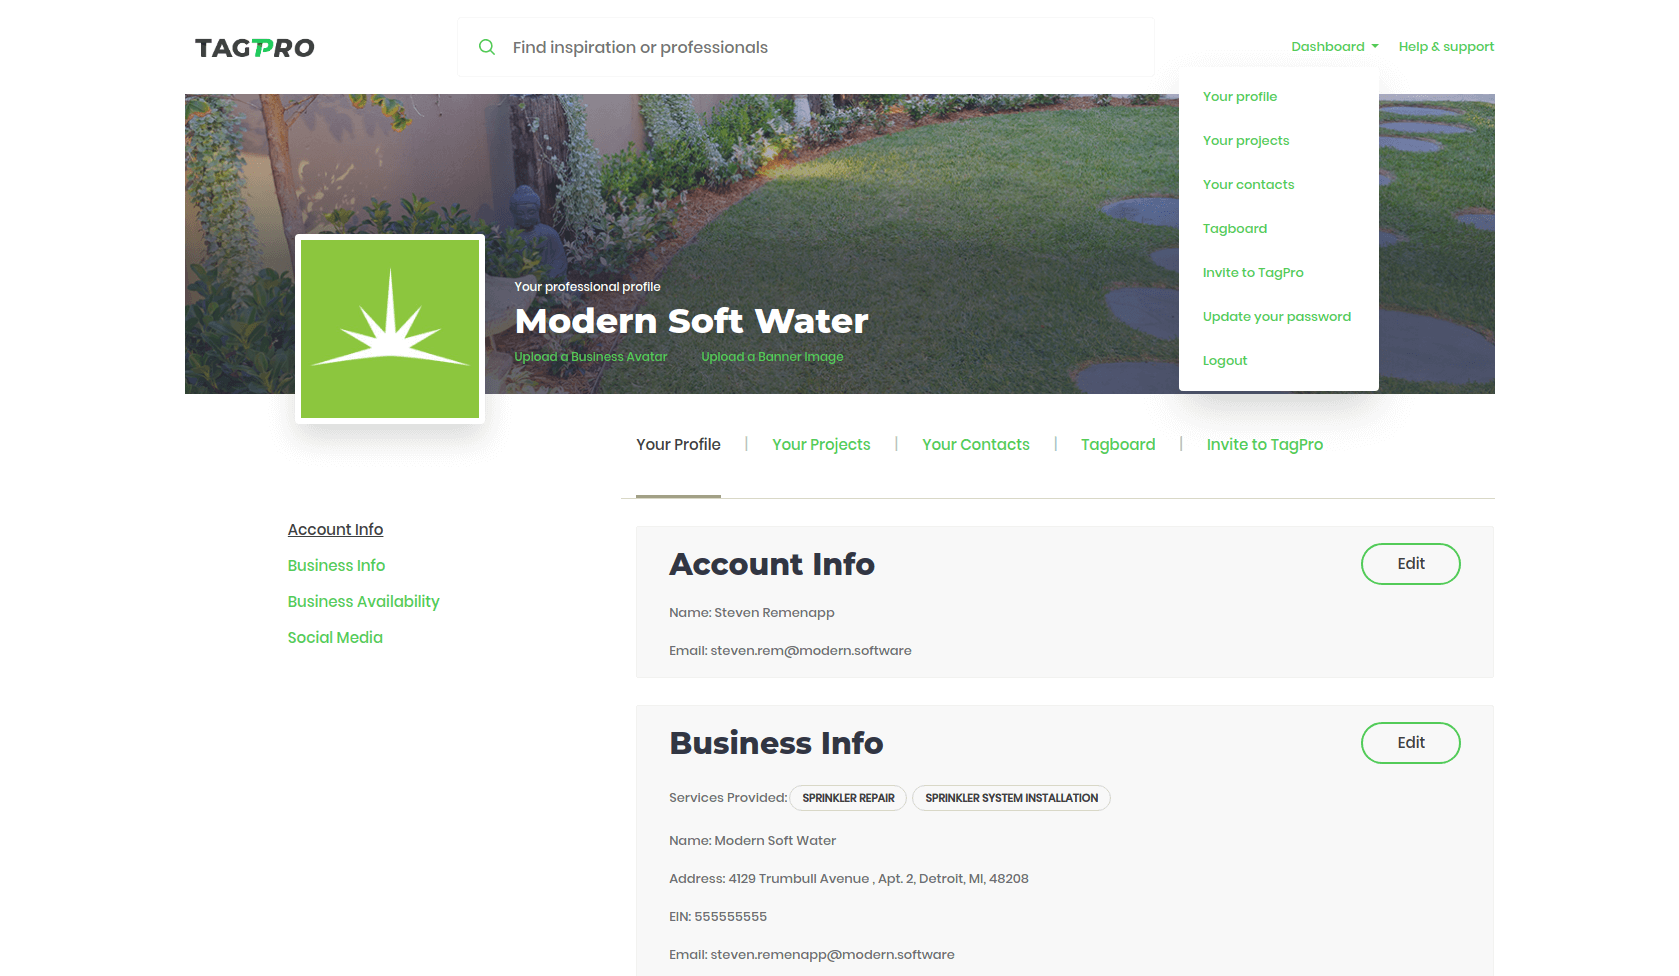 TAGPRO
Find inspiration or professionals
Dashboard
Help & support
Your profile
Your projects
Your contacts
Tagboard
Invite to TagPro
Update your password
Logout
Your professional profile
Modern Soft Water
Upload a Business Avatar
Upload a Banner Image
Your Profile | Your Projects | Your Contacts | Tagboard | Invite to TagPro
Account Info
Business Info
Business Availability
Social Media
Account Info
Edit
Name: Steven Remenapp
Email: steven.rem@modern.software
Business Info
Edit
Services Provided: SPRINKLER REPAIR SPRINKLER SYSTEM INSTALLATION
Name: Modern Soft Water
Address: 4129 Trumbull Avenue , Apt. 2, Detroit, MI, 48208
EIN: 555555555
Email: steven.remenapp@modern.software